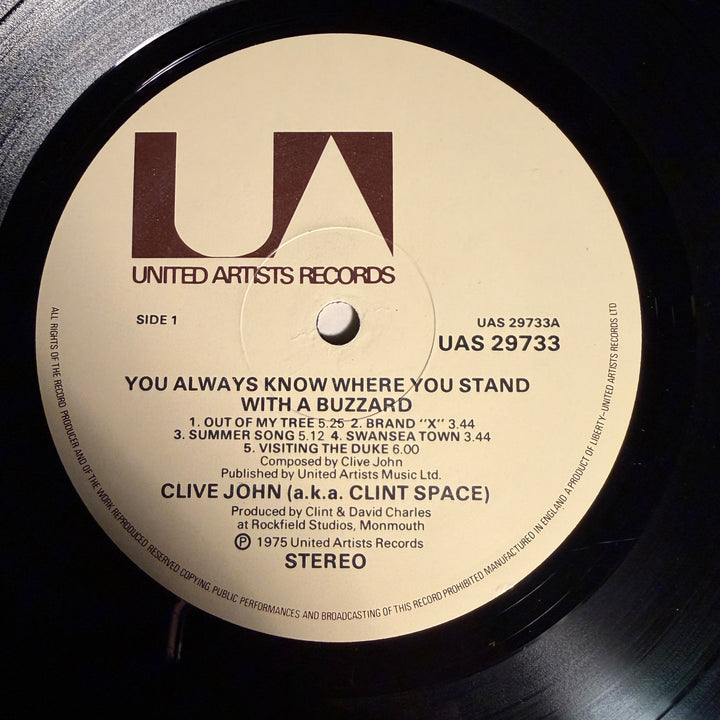 UA
UNITED ARTISTS RECORDS
SIDE 1
UAS 29733A
UAS 29733
YOU ALWAYS KNOW WHERE YOU STAND
WITH A BUZZARD
1. OUT OF MY TREE 5.25 2. BRAND "X" 3.44
3. SUMMER SONG 5.12 4. SWANSEA TOWN 3.44
5. VISITING THE DUKE 6.00
Composed by Clive John
Published by United Artists Music Ltd.
CLIVE JOHN (a.k.a. CLINT SPACE)
Produced by Clint & David Charles
at Rockfield Studios, Monmouth
Ⓟ 1975 United Artists Records
STEREO
ALL RIGHTS OF THE RECORD PRODUCER AND OF THE WORK REPRODUCED RESERVED COPYING, PUBLIC PERFORMANCES AND BROADCASTING OF THIS RECORD PROHIBITED MANUFACTURED IN ENGLAND A PRODUCT OF LIBERTY–UNITED ARTISTS RECORDS LTD